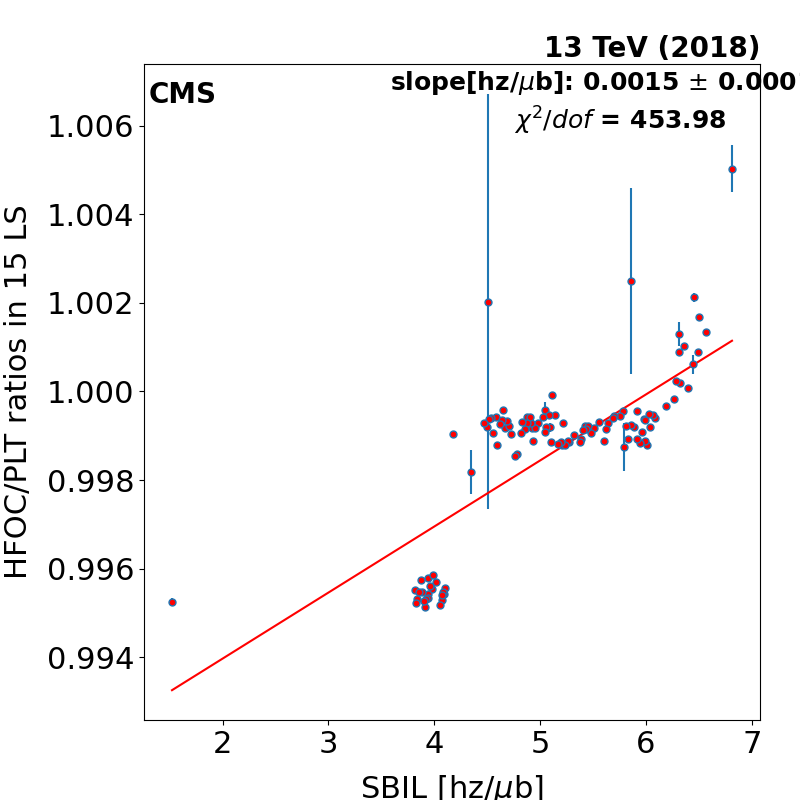 13 TeV (2018)
CMS
slope[hz/μb]: 0.0015 ± 0.000
χ²/dof = 453.98
HFOC/PLT ratios in 15 LS
1.006
1.004
1.002
1.000
0.998
0.996
0.994
2 3 4 5 6 7
SBIL [hz/μb]